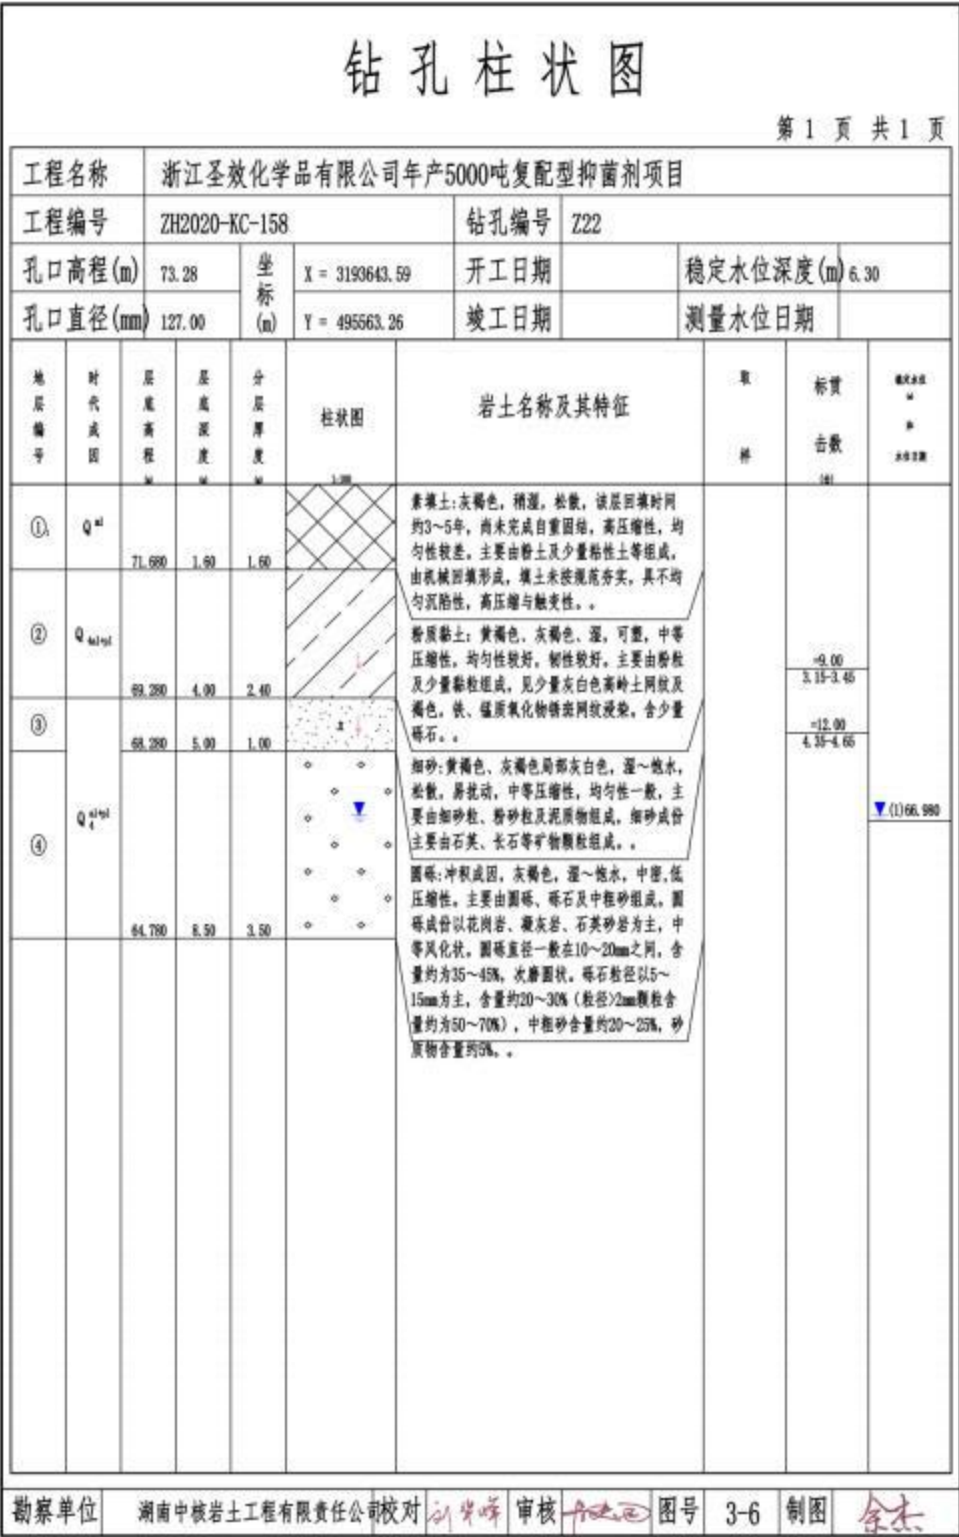 钻孔柱状图
第 1 页 共 1 页
工程名称 浙江圣效化学品有限公司年产5000吨复配型抑菌剂项目
工程编号 ZH2020-KC-158 钻孔编号 Z22
孔口高程(m) 73.28 坐标(m) X = 3193643.59 开工日期 稳定水位深度(m) 6.30
孔口直径(mm) 127.00 Y = 495563.26 竣工日期 测量水位日期
地层编号 时代成因 层底高程 层底深度 分层厚度 柱状图 岩土名称及其特征 取样 标贯击数
① Q ml 71.680 1.60 1.60
素填土:灰褐色，稍湿，松散，该层回填时间
约3～5年，尚未完成自重固结，高压缩性，均
匀性较差，主要由粉土及少量粘性土等组成，
由机械回填形成，填土未按规范夯实，具不均
匀沉陷性，高压缩与触变性。。
② 69.280 4.00 2.40
粉质黏土：黄褐色、灰褐色、湿，可塑，中等
压缩性，均匀性较好，韧性较好，主要由粉粒
及少量黏粒组成，见少量灰白色高岭土网纹及
褐色，铁、锰质氧化物锈斑网纹浸染，含少量
砾石。。
=9.00
3.15-3.45
③ 68.280 5.00 1.00
=12.00
4.35-4.65
细砂:黄褐色、灰褐色局部灰白色，湿～饱水，
松散，易扰动，中等压缩性，均匀性一般，主
要由细砂粒、粉砂粒及泥质物组成，细砂成份
主要由石英、长石等矿物颗粒组成。。
(1)66.980
④ 64.780 8.50 3.50
圆砾:冲积成因，灰褐色，湿～饱水，中密,低
压缩性。主要由圆砾、砾石及中粗砂组成。圆
砾成份以花岗岩、凝灰岩、石英砂岩为主，中
等风化状。圆砾直径一般在10～20mm之间，含
量约为35～45%，次磨圆状。砾石粒径以5～
15mm为主，含量约20～30%（粒径>2mm颗粒含
量约为50～70%），中粗砂含量约20～25%，砂
质物含量约5%。。
勘察单位 湖南中核岩土工程有限责任公司 校对 审核 图号 3-6 制图 金杰